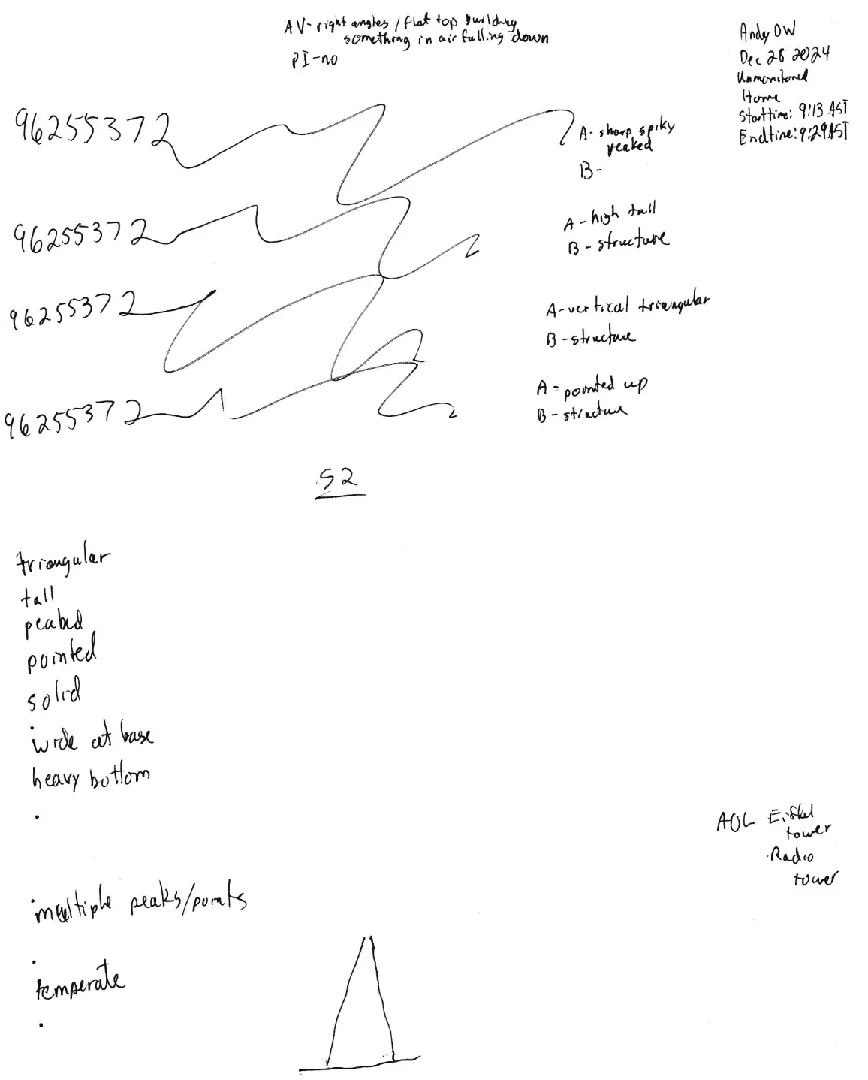 AV-right angles / flat top building
something in air falling down
PI-no
Andy OW
Dec 28 2024
Unmonitored
Home
Starttime: 9:13 AST
Endtime: 9:29 AST
96255372
A- sharp spiky
peaked
B-
96255372
A-high tall
B-structure
96255372
A-vertical triangular
B-structure
96255372
A-pointed up
B-structure
S2
triangular
tall
peaked
pointed
solid
wide at base
heavy bottom
AOL Eiffel
tower
Radio
tower
multiple peaks/points
temperate